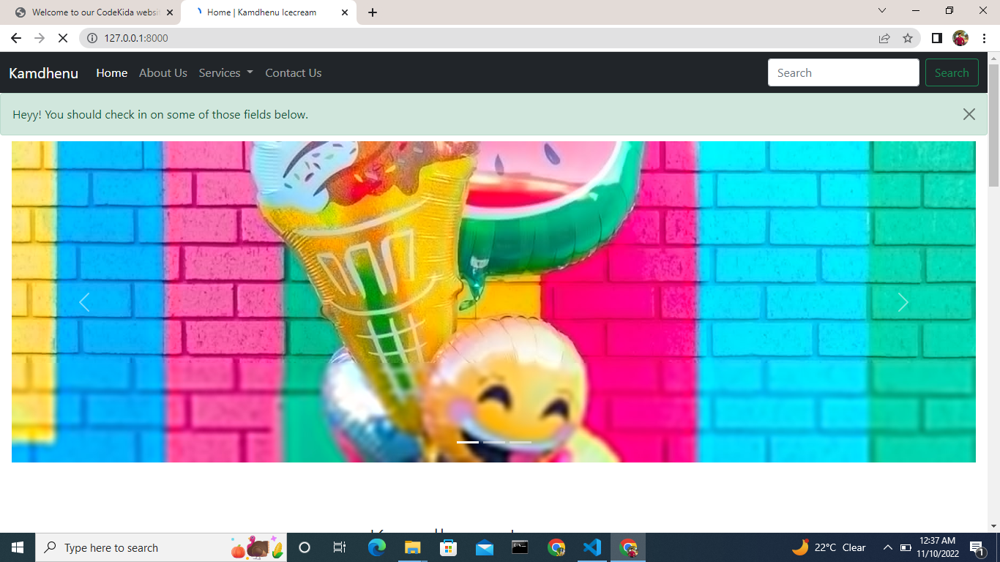 Welcome to our CodeKida websi
Home | Kamdhenu Icecream
127.0.0.1:8000
Kamdhenu Home About Us Services Contact Us Search Search
Heyy! You should check in on some of those fields below.
Type here to search
22°C Clear
12:37 AM
11/10/2022
1